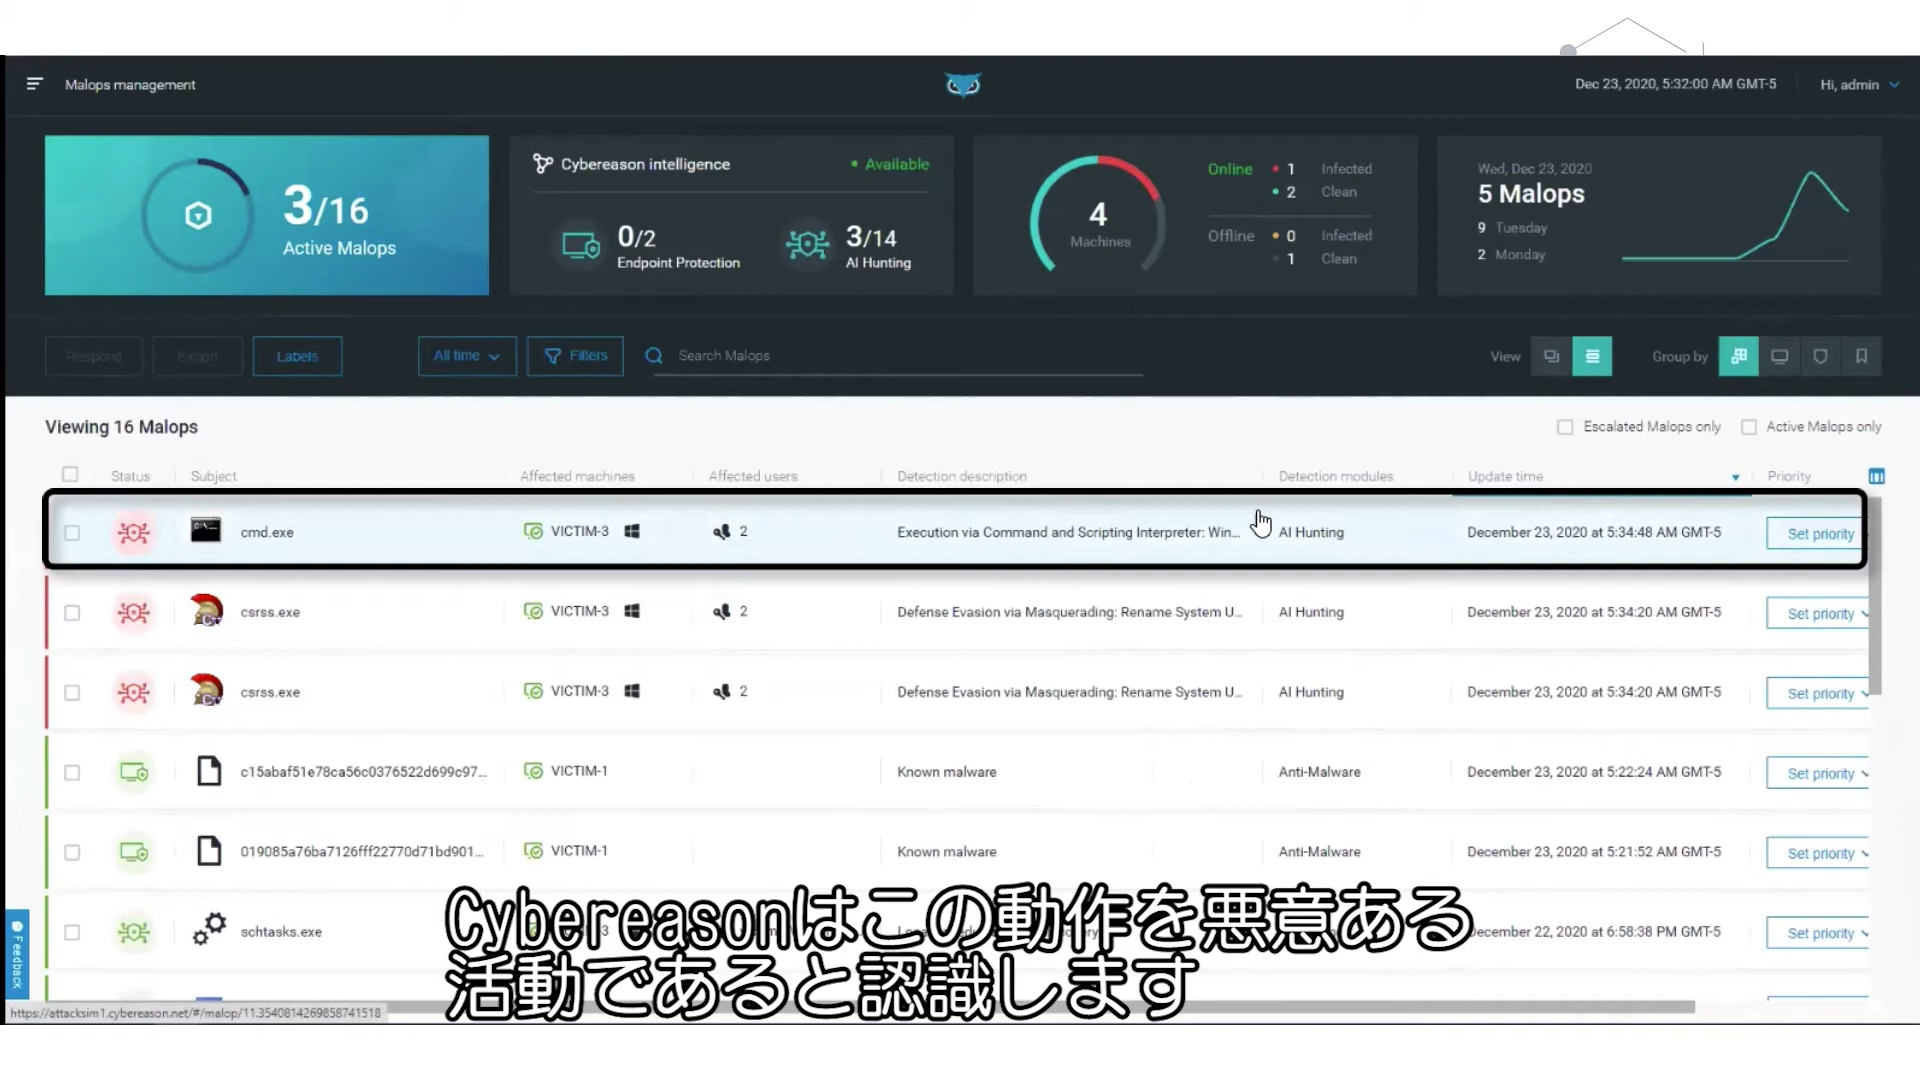 Malops management
Dec 23, 2020, 5:32:00 AM GMT-5
Hi, admin
3/16
Active Malops
Cybereason intelligence
Available
0/2
Endpoint Protection
3/14
AI Hunting
4
Machines
Online 1 Infected
2 Clean
Offline 0 Infected
1 Clean
Wed, Dec 23, 2020
5 Malops
9 Tuesday
2 Monday
Respond
Export
Labels
All time
Filters
Search Malops
View
Group by
Viewing 16 Malops
Escalated Malops only
Active Malops only
Status Subject Affected machines Affected users Detection description Detection modules Update time Priority
cmd.exe VICTIM-3 2 Execution via Command and Scripting Interpreter: Win... AI Hunting December 23, 2020 at 5:34:48 AM GMT-5 Set priority
csrss.exe VICTIM-3 2 Defense Evasion via Masquerading: Rename System U... AI Hunting December 23, 2020 at 5:34:20 AM GMT-5 Set priority
csrss.exe VICTIM-3 2 Defense Evasion via Masquerading: Rename System U... AI Hunting December 23, 2020 at 5:34:20 AM GMT-5 Set priority
c15abaf51e78ca56c0376522d699c97... VICTIM-1 Known malware Anti-Malware December 23, 2020 at 5:22:24 AM GMT-5 Set priority
019085a76ba7126fff22770d71bd901... VICTIM-1 Known malware Anti-Malware December 23, 2020 at 5:21:52 AM GMT-5 Set priority
schtasks.exe December 22, 2020 at 6:58:38 PM GMT-5 Set priority
Cybereasonはこの動作を悪意ある
活動であると認識します
Feedback
https://attacksim1.cybereason.net/#/malop/11.3540814269858741518